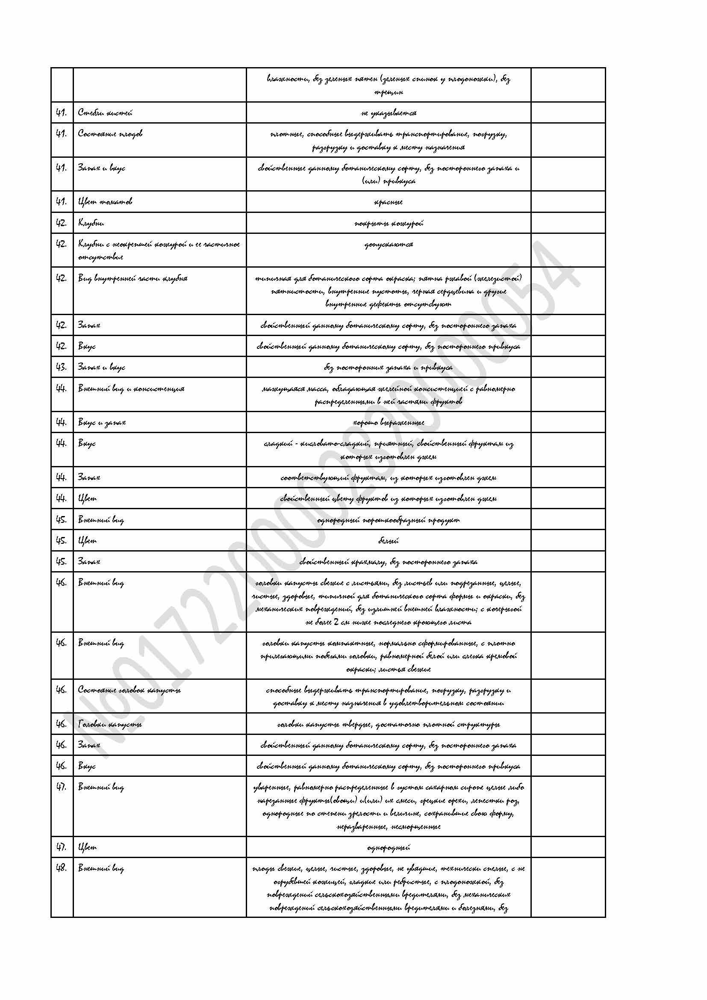 влажности, без зеленых пятен (зеленых спинок у плодоножки), без
трещин
41. Стебли кистей не указывается
41. Состояние плодов плотные, способные выдерживать транспортирование, погрузку,
разгрузку и доставку к месту назначения
41. Запах и вкус свойственные данному ботаническому сорту, без постороннего запаха и
(или) привкуса
41. Цвет томатов красные
42. Клубни покрыты кожурой
42. Клубни с неокрепшей кожурой и ее частичное допускаются
отсутствие
42. Вид внутренней части клубня типичная для ботанического сорта окраска; пятна ржавой (железистой)
пятнистости, внутренние пустоты, черная сердцевина и другие
внутренние дефекты отсутсвуют
42. Запах свойственный данному ботаническому сорту, без постороннего запаха
42. Вкус свойственный данному ботаническому сорту, без постороннего привкуса
43. Запах и вкус без посторонних запаха и привкуса
44. Внешний вид и консистенция мажущаяся масса, обладающая желейной консистенцией с равномерно
распределенными в ней частями фруктов
44. Вкус и запах хорошо выраженные
44. Вкус сладкий - кисловато-сладкий, приятный, свойственный фруктам из
которых изготовлен джем
44. Запах соответствующий фруктам, из которых изготовлен джем
44. Цвет свойственный цвету фруктов из которых изготовлен джем
45. Внешний вид однородный порошкообразный продукт
45. Цвет белый
45. Запах свойственный крахмалу, без постороннего запаха
46. Внешний вид головки капусты свежие с листьями, без листьев или подрезанные, целые,
чистые, здоровые, типичной для ботанического сорта формы и окраски, без
механических повреждений, без излишней внешней влажности; с кочерыгой
не более 2 см ниже последнего кроющего листа
46. Внешний вид головки капусты компактные, нормально сформированные, с плотно
прилегающими побегами головки, равномерной белой или слегка кремовой
окраски; листья свежие
46. Состояние головок капусты способные выдерживать транспортирование, погрузку, разгрузку и
доставку к месту назначения в удовлетворительном состоянии
46. Головки капусты головки капусты твердые, достаточно плотной структуры
46. Запах свойственный данному ботаническому сорту, без постороннего запаха
46. Вкус свойственный данному ботаническому сорту, без постороннего привкуса
47. Внешний вид уваренные, равномерно распределенные в густом сахарном сиропе целые либо
нарезанные фрукты(овощи) и(или) их смеси, грецкие орехи, лепестки роз,
однородные по степени зрелости и величине, сохранившие свою форму,
неразваренные, несморщенные
47. Цвет однородный
48. Внешний вид плоды свежие, целые, чистые, здоровые, не увядшие, технически спелые, с не
огрубевшей кожицей, гладкие или ребристые, с плодоножкой, без
повреждений сельскохозяйственными вредителями, без механических
повреждений сельскохозяйственными вредителями и болезнями, без
№0172200002820000054